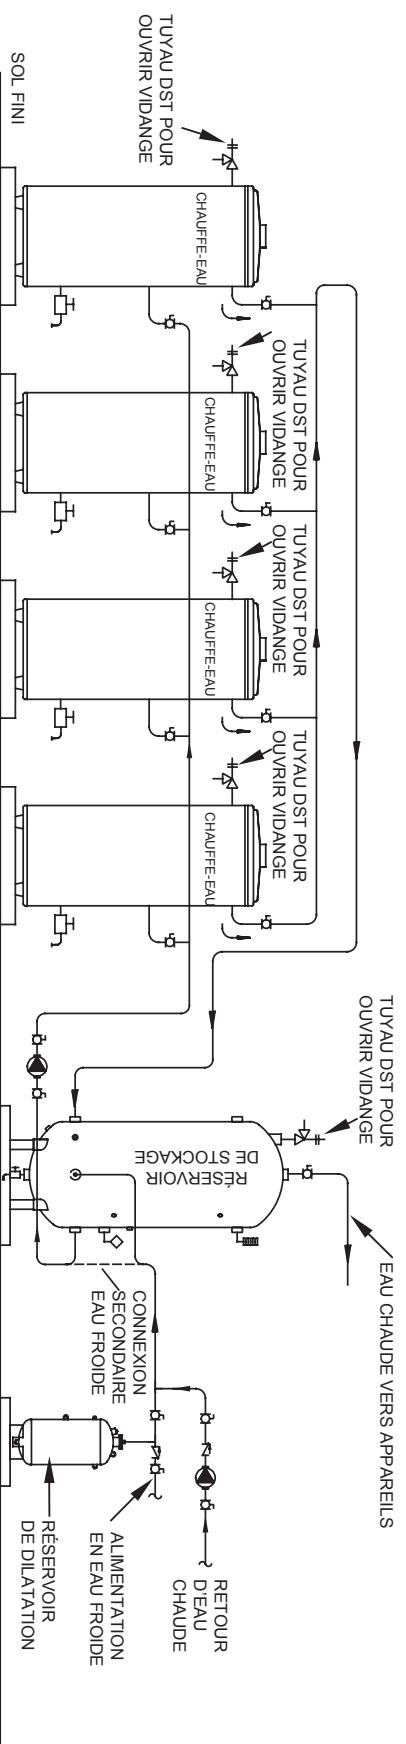 TUYAU DST POUR
OUVRIR VIDANGE
SOL FINI
CHAUFFE-EAU
TUYAU DST POUR
OUVRIR VIDANGE
CHAUFFE-EAU
TUYAU DST POUR
OUVRIR VIDANGE
CHAUFFE-EAU
TUYAU DST POUR
OUVRIR VIDANGE
CHAUFFE-EAU
TUYAU DST POUR
OUVRIR VIDANGE
RÉSERVOIR
DE STOCKAGE
EAU CHAUDE VERS APPAREILS
CONNEXION
SECONDAIRE
EAU FROIDE
RETOUR
D'EAU
CHAUDE
ALIMENTATION
EN EAU FROIDE
RÉSERVOIR
DE DILATATION